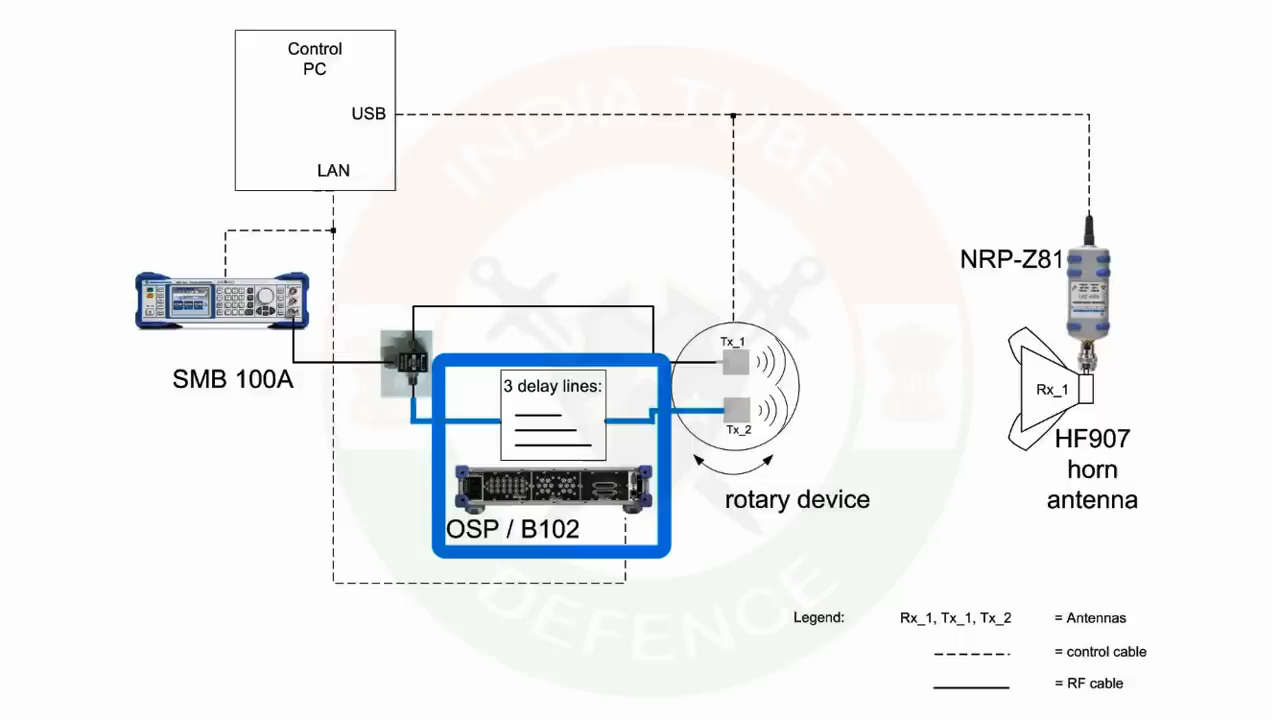 Control
PC
USB
LAN
NRP-Z81
SMB 100A
3 delay lines:
Tx_1
Tx_2
Rx_1
HF907
horn
antenna
rotary device
OSP / B102
Legend:
Rx_1, Tx_1, Tx_2
= Antennas
= control cable
= RF cable
INDIA TUBE
DEFENCE